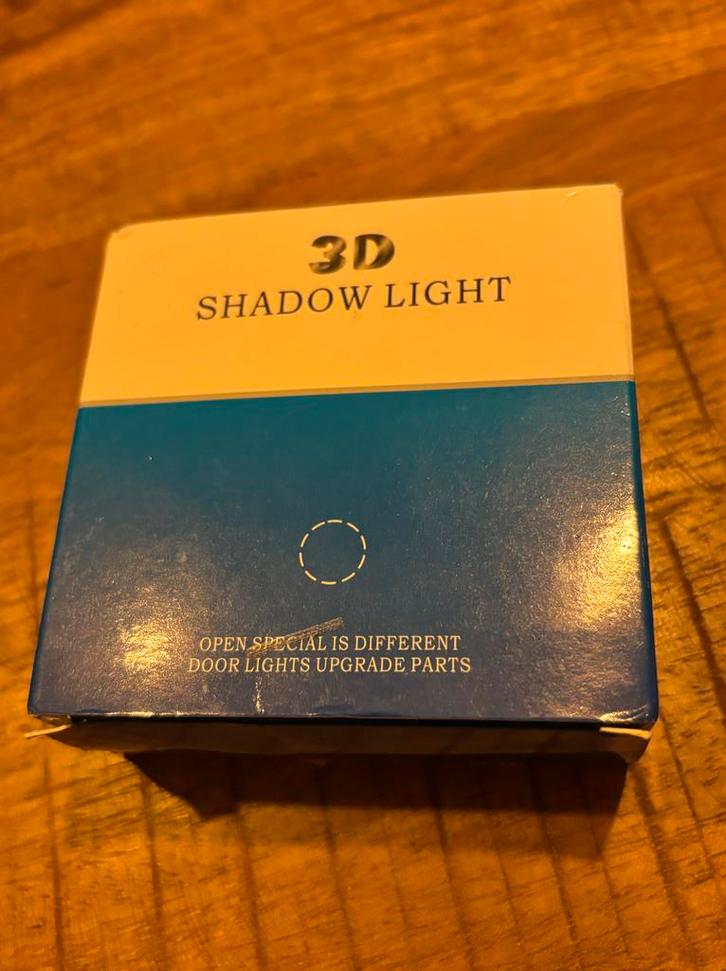 3D
SHADOW LIGHT
OPEN SPECIAL IS DIFFERENT
DOOR LIGHTS UPGRADE PARTS